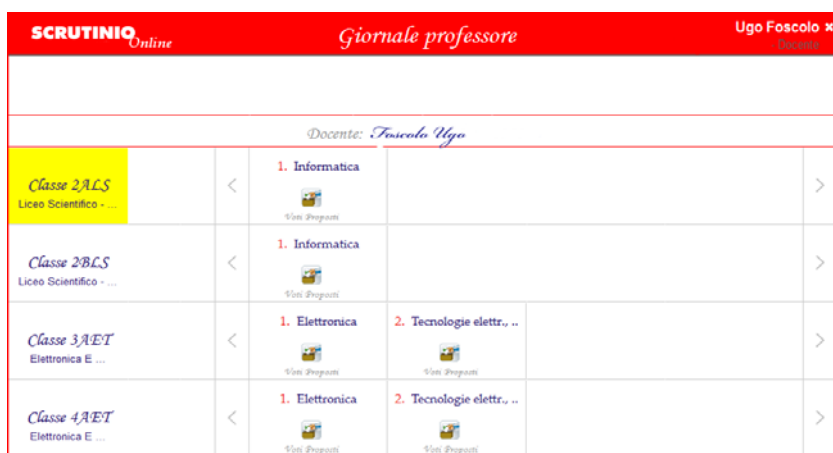 SCRUTINIO Online
Giornale professore
Ugo Foscolo ×
- Docente
Docente: Foscolo Ugo
Classe 2ALS
Liceo Scientifico - ...
1. Informatica
Voti Proposti
Classe 2BLS
Liceo Scientifico - ...
1. Informatica
Voti Proposti
Classe 3AET
Elettronica E ...
1. Elettronica
Voti Proposti
2. Tecnologie elettr., ..
Voti Proposti
Classe 4AET
Elettronica E ...
1. Elettronica
Voti Proposti
2. Tecnologie elettr., ..
Voti Proposti